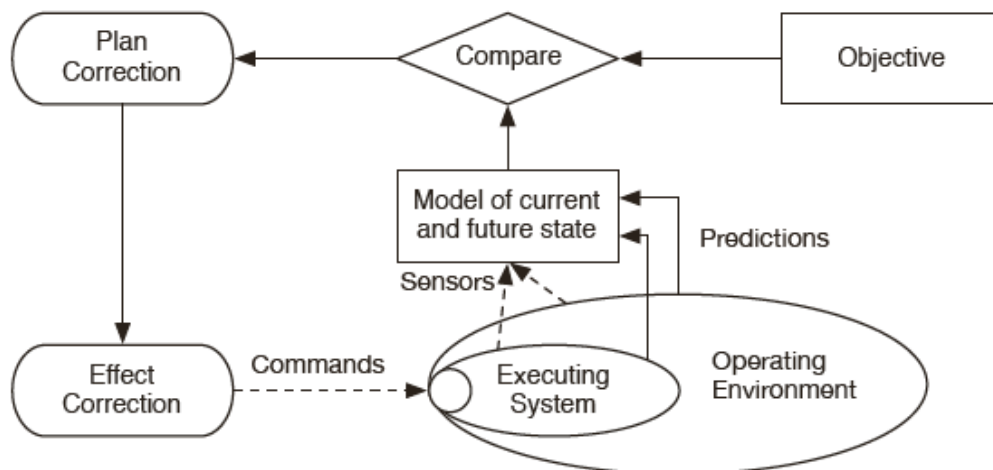 Plan
Correction
Compare
Objective
Model of current
and future state
Predictions
Sensors
Effect
Correction
Commands
Executing
System
Operating
Environment